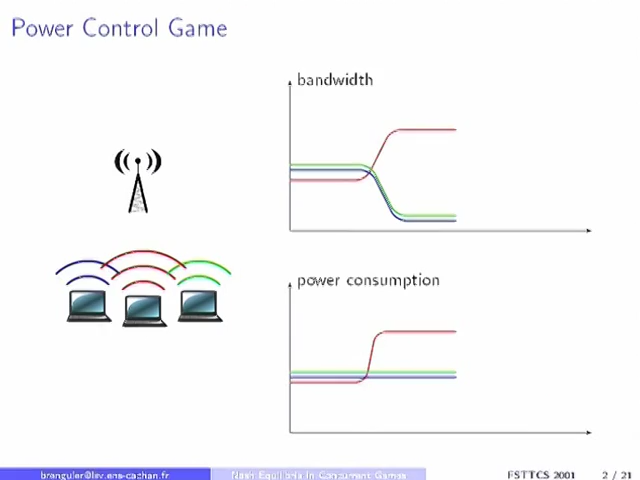 Power Control Game
bandwidth
power consumption
brenguier@lsv.ens-cachan.fr
Nash Equilibria in Concurrent Games
FSTTCS 2001
2 / 21